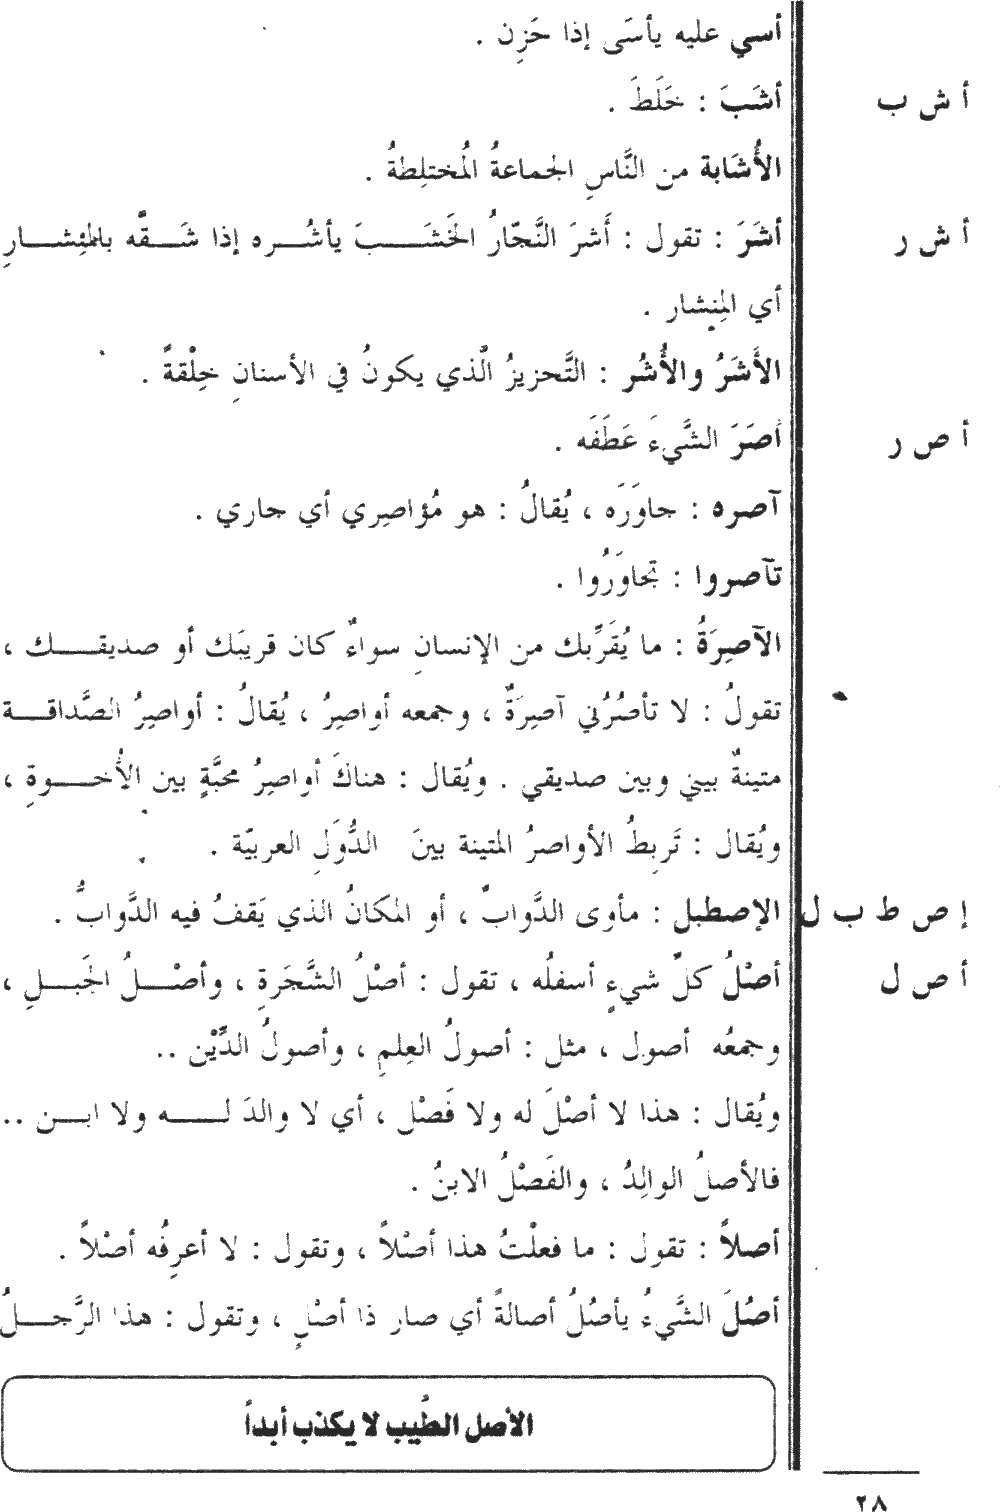 أسي عليه يأسَى إذا حَزِن .
أ ش ب أشَبَ : خَلَطَ .
الأُشَابة من النَّاسِ الجماعةُ المُختلِطةُ .
أ ش ر أشَرَ : تقول : أَشرَ النَّجّارُ الخَشَبَ يأشُره إذا شَقَّه بالمِئشارِ
أي المِنشار .
الأَشَرُ والأُشُر : التَّحزيزُ الَّذي يكونُ في الأسنانِ خِلْقةً .
أ ص ر أصَرَ الشَّيءَ عَطَفَه .
آصره : جاوَرَه ، يُقالُ : هو مُؤاصِري أي جاري .
تآصروا : تجاوَرُوا .
الآصِرَةُ : ما يُقَرِّبك من الإنسانِ سواءٌ كان قريبَك أو صديقك ،
تقولُ : لا تأصُرُني آصِرَةٌ ، وجمعه أواصِرُ ، يُقالُ : أواصِرُ الصَّداقة
متينةٌ بيني وبين صديقي . ويُقال : هناكَ أواصِرُ محبَّةٍ بين الأُخوةِ ،
ويُقال : تَربِطُ الأواصرُ المتينة بينَ الدُّوَلِ العربيّة .
إ ص ط ب ل الإصطبل : مأوى الدَّوابِّ ، أو المكانُ الذي يَقفُ فيه الدَّوابُّ .
أ ص ل أصْلُ كلِّ شيءٍ أسفلُه ، تقول : أصْلُ الشَّجَرةِ ، وأصْلُ الجَبلِ ،
وجمعُه أصول ، مثل : أصولُ العِلمِ ، وأصولُ الدِّيْن ..
ويُقال : هذا لا أصْلَ له ولا فَصْل ، أي لا والدَ له ولا ابن ..
فالأصلُ الوالِدُ ، والفَصْلُ الابنُ .
أصلاً : تقول : ما فعلْتُ هذا أصْلاً ، وتقول : لا أعرِفُه أصْلاً .
أصُلَ الشَّيءُ يأصُلُ أصالةً أي صار ذا أصْلٍ ، وتقول : هذا الرَّجلُ
الأصل الطَّيب لا يكذب أبداً
٢٨